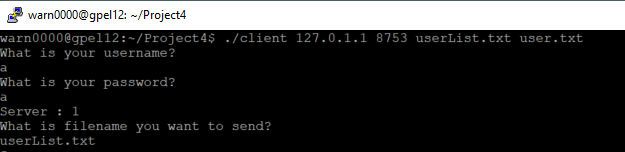 warn0000@gpel12: ~/Project4
warn0000@gpel12:~/Project4$ ./client 127.0.1.1 8753 userList.txt user.txt
What is your username?
a
What is your password?
a
Server : 1
What is filename you want to send?
userList.txt